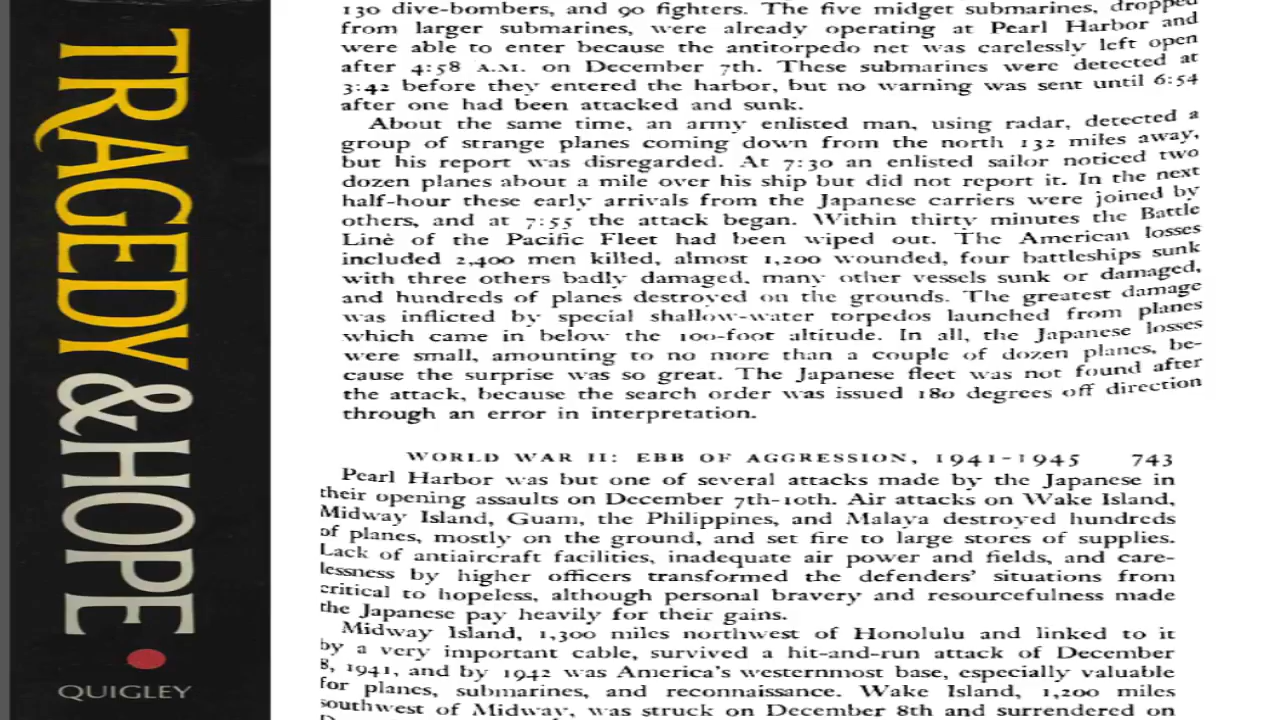 TRAGEDY & HOPE
QUIGLEY
130 dive-bombers, and 90 fighters. The five midget submarines, dropped
from larger submarines, were already operating at Pearl Harbor and
were able to enter because the antitorpedo net was carelessly left open
after 4:58 A.M. on December 7th. These submarines were detected at
3:42 before they entered the harbor, but no warning was sent until 6:54
after one had been attacked and sunk.
About the same time, an army enlisted man, using radar, detected a
group of strange planes coming down from the north 132 miles away,
but his report was disregarded. At 7:30 an enlisted sailor noticed two
dozen planes about a mile over his ship but did not report it. In the next
half-hour these early arrivals from the Japanese carriers were joined by
others, and at 7:55 the attack began. Within thirty minutes the Battle
Line of the Pacific Fleet had been wiped out. The American losses
included 2,400 men killed, almost 1,200 wounded, four battleships sunk
with three others badly damaged, many other vessels sunk or damaged,
and hundreds of planes destroyed on the grounds. The greatest damage
was inflicted by special shallow-water torpedos launched from planes
which came in below the 100-foot altitude. In all, the Japanese losses
were small, amounting to no more than a couple of dozen planes, be-
cause the surprise was so great. The Japanese fleet was not found after
the attack, because the search order was issued 180 degrees off direction
through an error in interpretation.
WORLD WAR II: EBB OF AGGRESSION, 1941-1945 743
Pearl Harbor was but one of several attacks made by the Japanese in
their opening assaults on December 7th-10th. Air attacks on Wake Island,
Midway Island, Guam, the Philippines, and Malaya destroyed hundreds
of planes, mostly on the ground, and set fire to large stores of supplies.
Lack of antiaircraft facilities, inadequate air power and fields, and care-
lessness by higher officers transformed the defenders' situations from
critical to hopeless, although personal bravery and resourcefulness made
the Japanese pay heavily for their gains.
Midway Island, 1,300 miles northwest of Honolulu and linked to it
by a very important cable, survived a hit-and-run attack of December
8, 1941, and by 1942 was America's westernmost base, especially valuable
for planes, submarines, and reconnaissance. Wake Island, 1,200 miles
southwest of Midway, was struck on December 8th and surrendered on